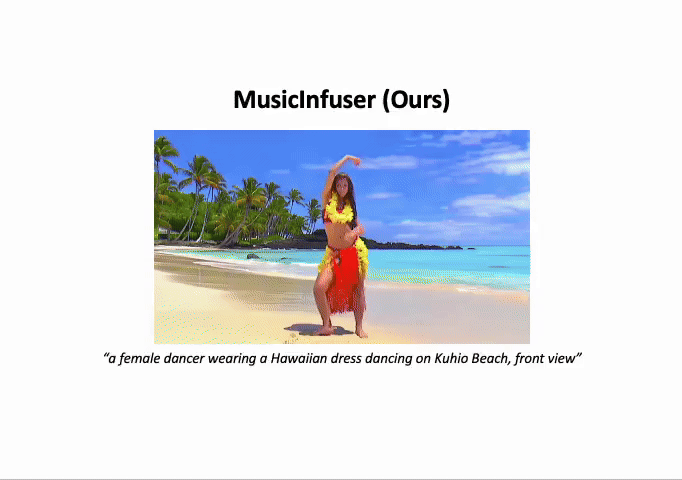 MusicInfuser (Ours)
“a female dancer wearing a Hawaiian dress dancing on Kuhio Beach, front view”